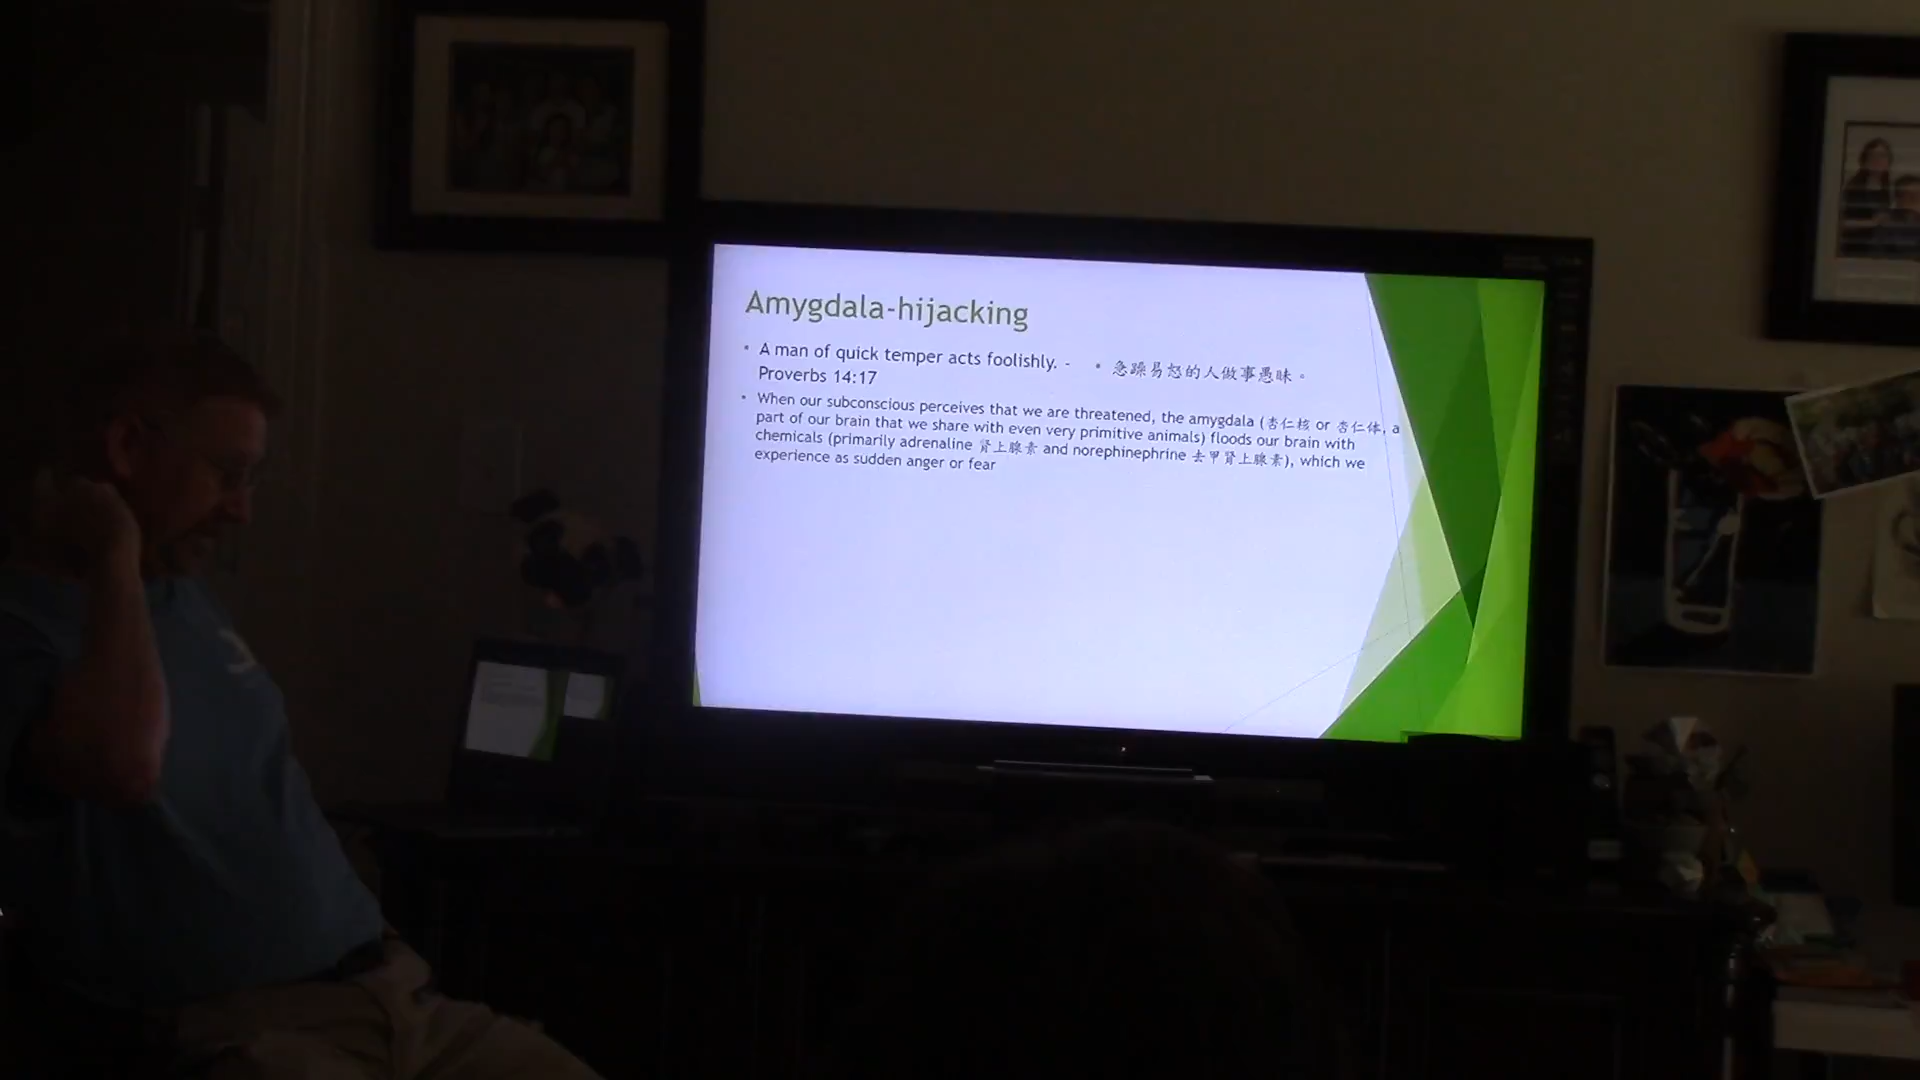 Amygdala-hijacking
• A man of quick temper acts foolishly. -
Proverbs 14:17
• 急躁易怒的人做事愚昧。
• When our subconscious perceives that we are threatened, the amygdala (杏仁核 or 杏仁体, a
part of our brain that we share with even very primitive animals) floods our brain with
chemicals (primarily adrenaline 肾上腺素 and norephinephrine 去甲肾上腺素), which we
experience as sudden anger or fear